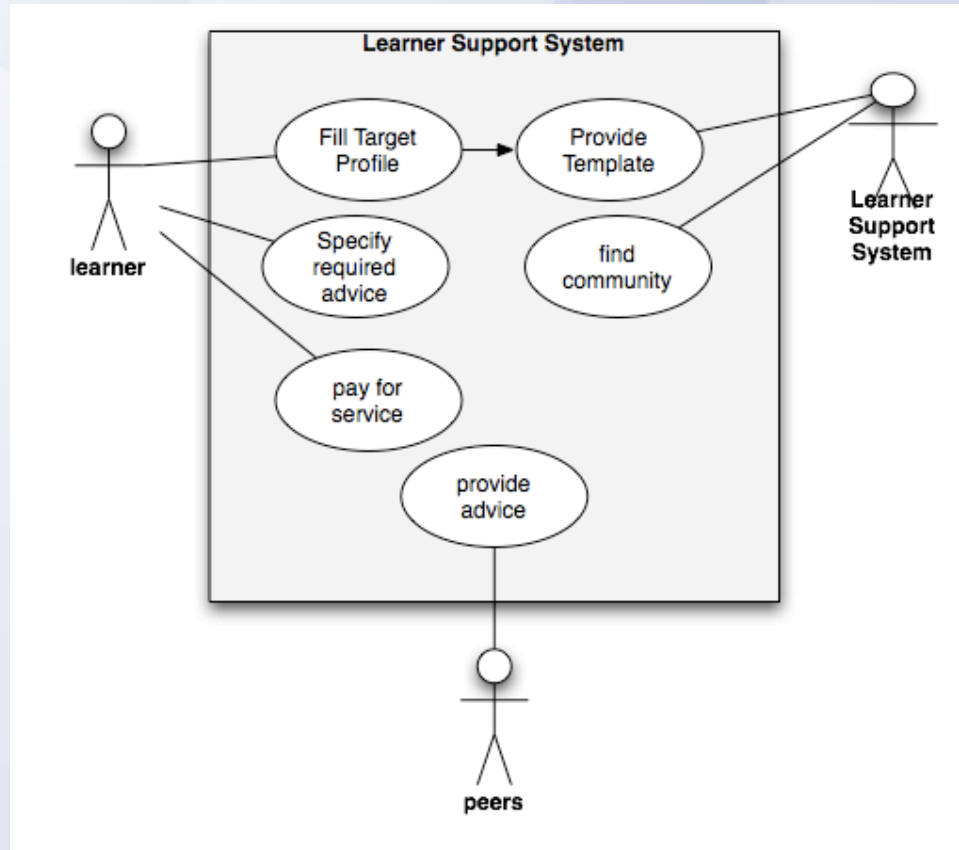 Learner Support System
Fill Target
Profile
Provide
Template
learner
Learner
Support
System
Specify
required
advice
find
community
pay for
service
provide
advice
peers